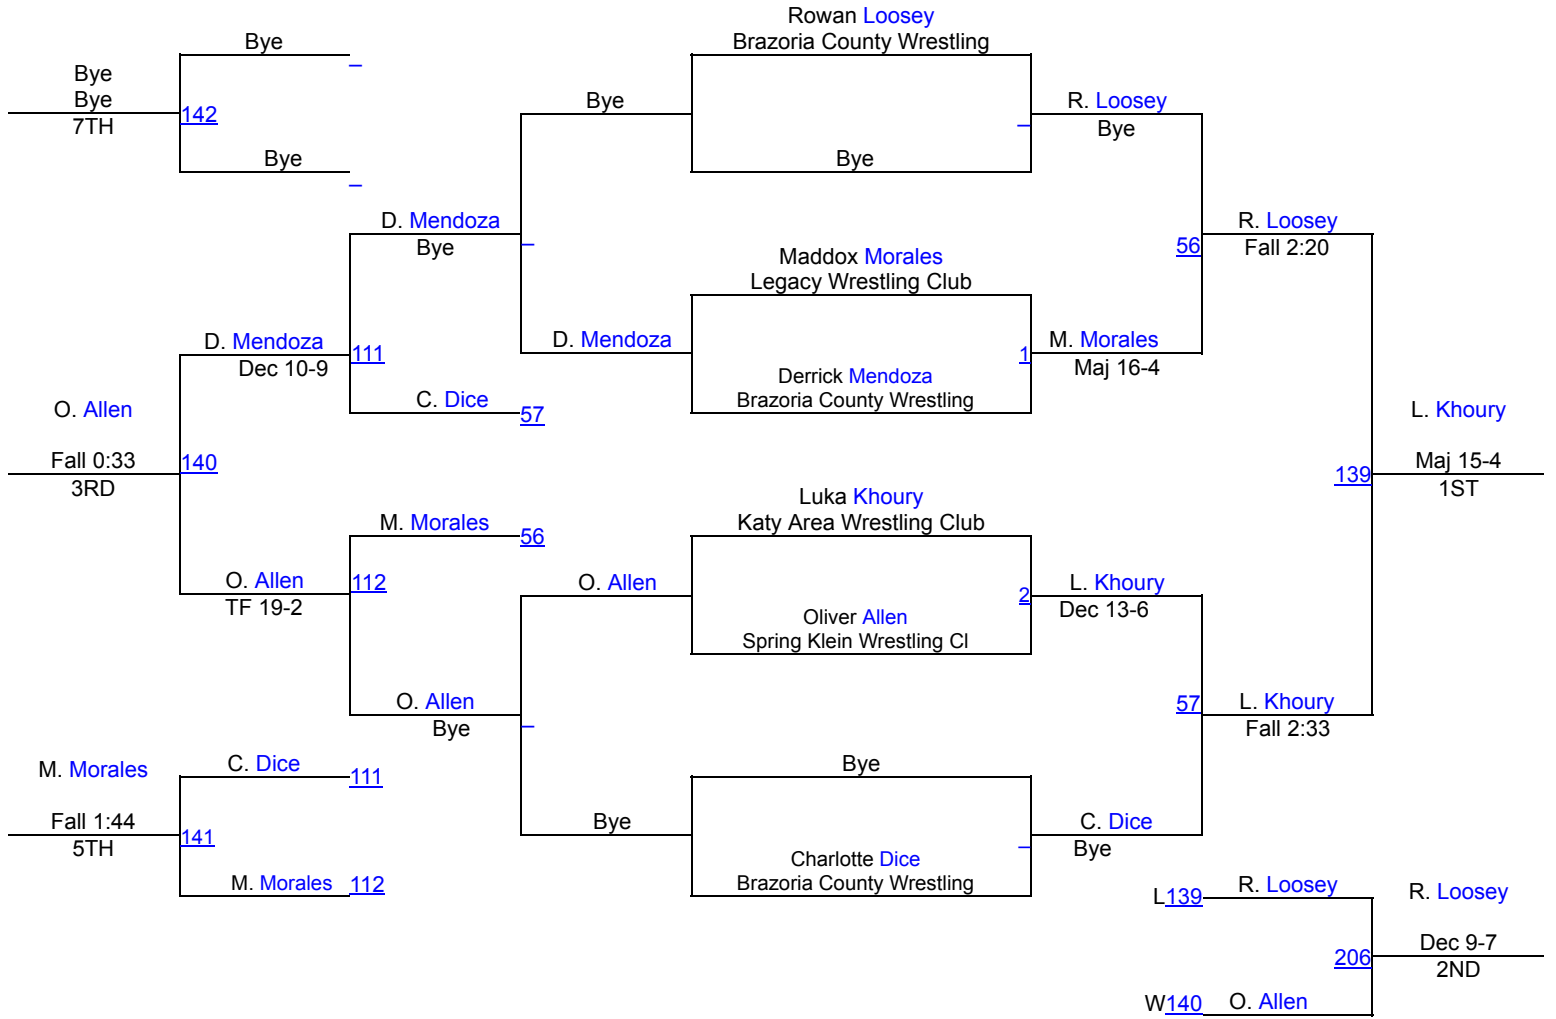 Rowan Loosey
Brazoria County Wrestling
Bye
Bye
Bye
7TH
142
Bye
Bye
Bye
R. Loosey
Bye
D. Mendoza
Bye
Maddox Morales
Legacy Wrestling Club
56
R. Loosey
Fall 2:20
D. Mendoza
Dec 10-9
111
D. Mendoza
Derrick Mendoza
Brazoria County Wrestling
1
M. Morales
Maj 16-4
C. Dice 57
O. Allen
Fall 0:33
3RD
140
L. Khoury
Maj 15-4
1ST
139
M. Morales 56
Luka Khoury
Katy Area Wrestling Club
O. Allen
TF 19-2
112
O. Allen
Oliver Allen
Spring Klein Wrestling Cl
2
L. Khoury
Dec 13-6
O. Allen
Bye
57
L. Khoury
Fall 2:33
M. Morales
Fall 1:44
5TH
C. Dice 111
141
M. Morales 112
Bye
Bye
Charlotte Dice
Brazoria County Wrestling
C. Dice
Bye
L139 R. Loosey
206
W140 O. Allen
R. Loosey
Dec 9-7
2ND